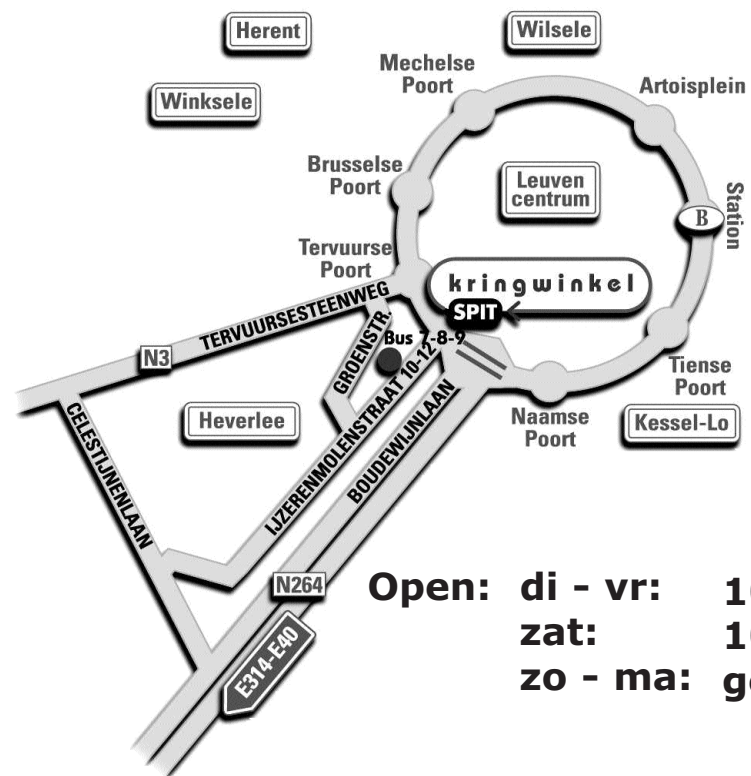 Herent
Wilsele
Mechelse
Poort
Artoisplein
Winksele
Brusselse
Poort
Leuven
centrum
B
Station
Tervuurse
Poort
kringwinkel
SPIT
TERVUURSESTEENWEG
N3
GROENSTR.
Bus 7-8-9
Tiense
Poort
Heverlee
Naamse
Poort
Kessel-Lo
CELESTIJNENLAAN
IJZERENMOLENSTRAAT 10-12
BOUDEWIJNLAAN
N264
E314-E40
Open: di - vr:
zat:
zo - ma: